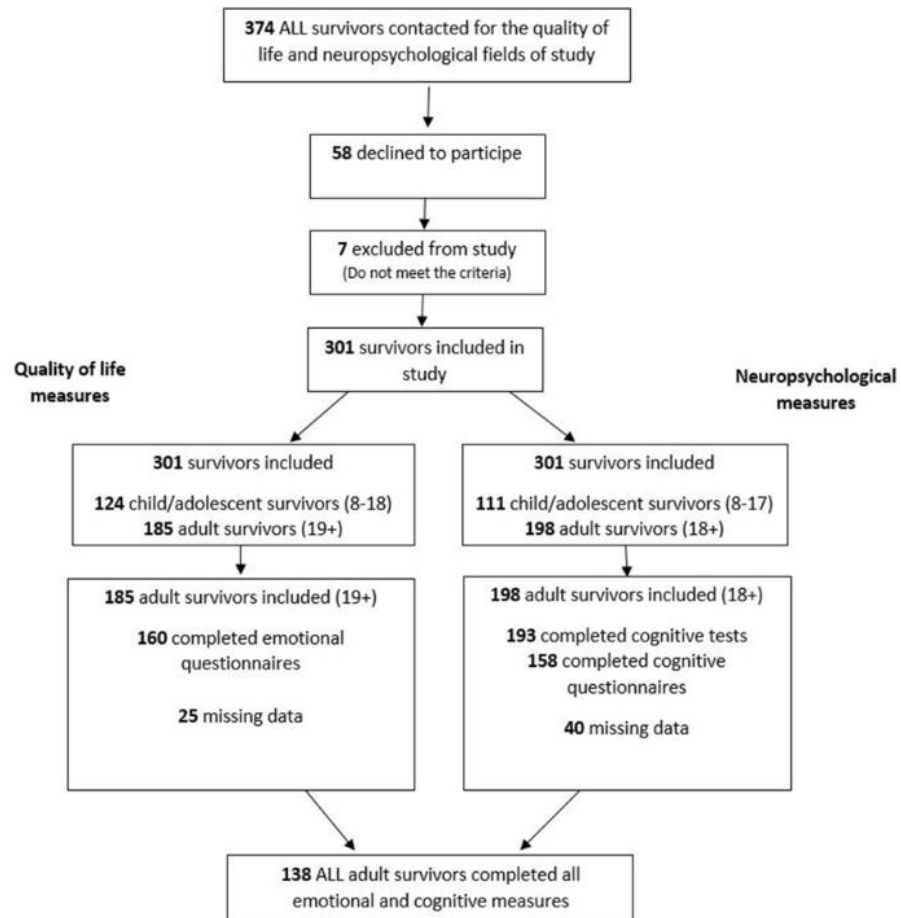 374 ALL survivors contacted for the quality of
life and neuropsychological fields of study
58 declined to participe
7 excluded from study
(Do not meet the criteria)
301 survivors included in
study
Quality of life
measures
Neuropsychological
measures
301 survivors included
124 child/adolescent survivors (8-18)
185 adult survivors (19+)
301 survivors included
111 child/adolescent survivors (8-17)
198 adult survivors (18+)
185 adult survivors included (19+)
160 completed emotional
questionnaires
25 missing data
198 adult survivors included (18+)
193 completed cognitive tests
158 completed cognitive
questionnaires
40 missing data
138 ALL adult survivors completed all
emotional and cognitive measures